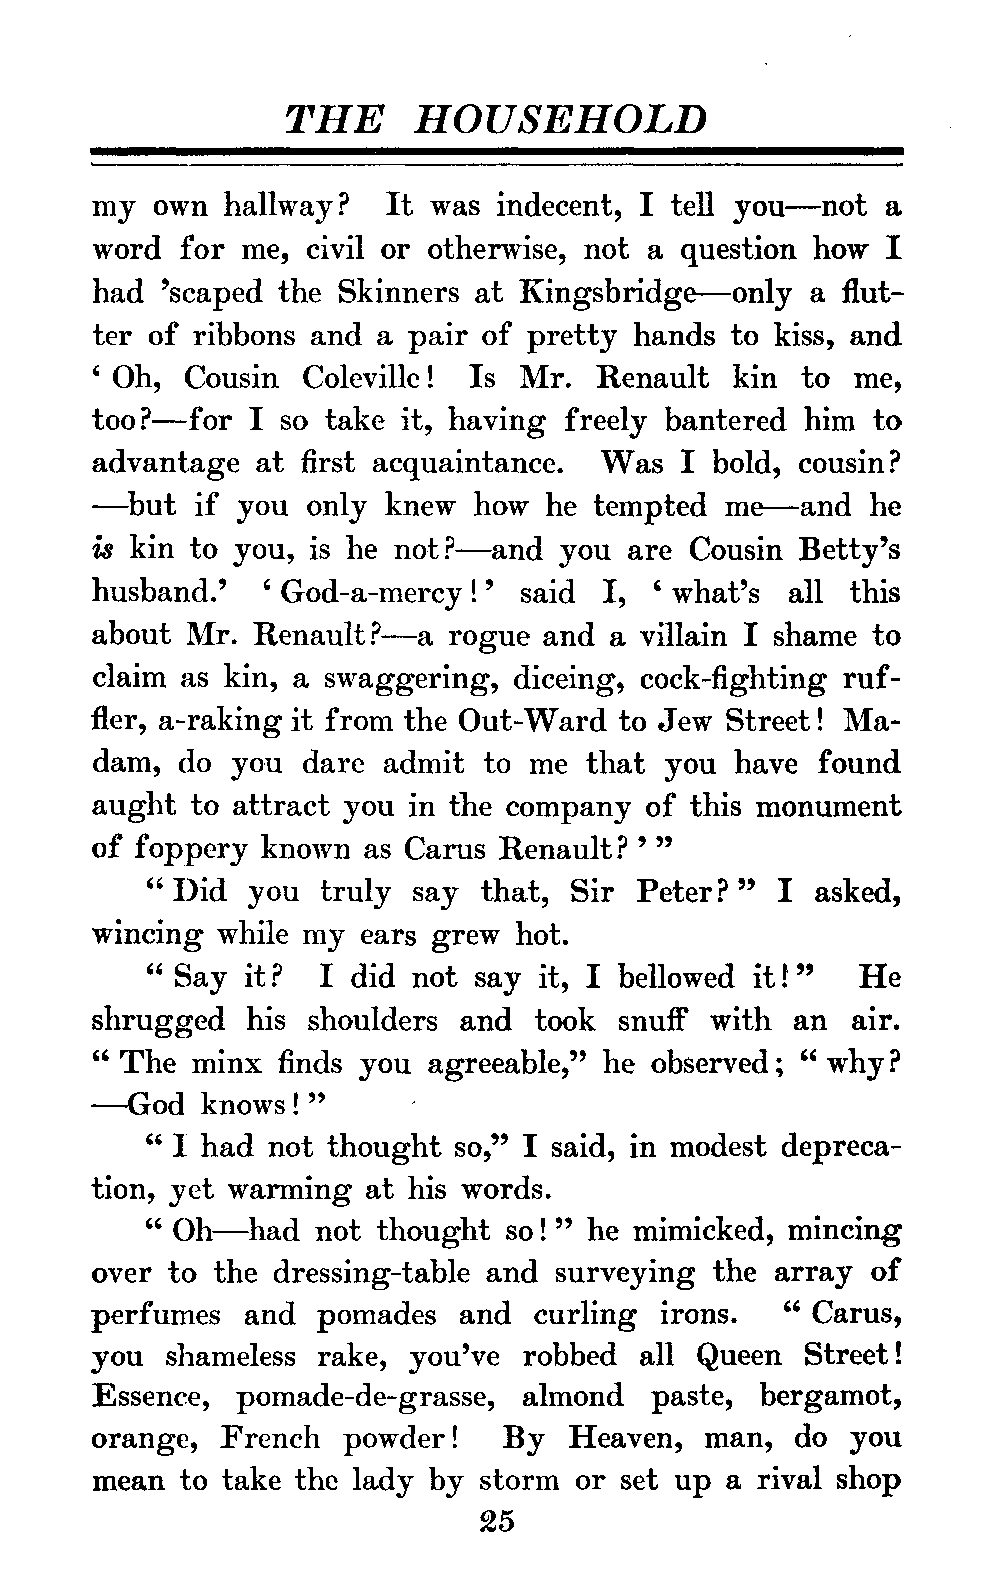 THE HOUSEHOLD
my own hallway? It was indecent, I tell you—not a
word for me, civil or otherwise, not a question how I
had ’scaped the Skinners at Kingsbridge—only a flut-
ter of ribbons and a pair of pretty hands to kiss, and
‘ Oh, Cousin Coleville! Is Mr. Renault kin to me,
too?—for I so take it, having freely bantered him to
advantage at first acquaintance. Was I bold, cousin?
—but if you only knew how he tempted me—and he
is kin to you, is he not?—and you are Cousin Betty’s
husband.’ ‘ God-a-mercy! ’ said I, ‘ what’s all this
about Mr. Renault?—a rogue and a villain I shame to
claim as kin, a swaggering, diceing, cock-fighting ruf-
fler, a-raking it from the Out-Ward to Jew Street! Ma-
dam, do you dare admit to me that you have found
aught to attract you in the company of this monument
of foppery known as Carus Renault? ’ ”
“ Did you truly say that, Sir Peter? ” I asked,
wincing while my ears grew hot.
“ Say it? I did not say it, I bellowed it! ” He
shrugged his shoulders and took snuff with an air.
“ The minx finds you agreeable,” he observed; “ why?
—God knows! ”
“ I had not thought so,” I said, in modest depreca-
tion, yet warming at his words.
“ Oh—had not thought so! ” he mimicked, mincing
over to the dressing-table and surveying the array of
perfumes and pomades and curling irons. “ Carus,
you shameless rake, you’ve robbed all Queen Street!
Essence, pomade-de-grasse, almond paste, bergamot,
orange, French powder! By Heaven, man, do you
mean to take the lady by storm or set up a rival shop
25